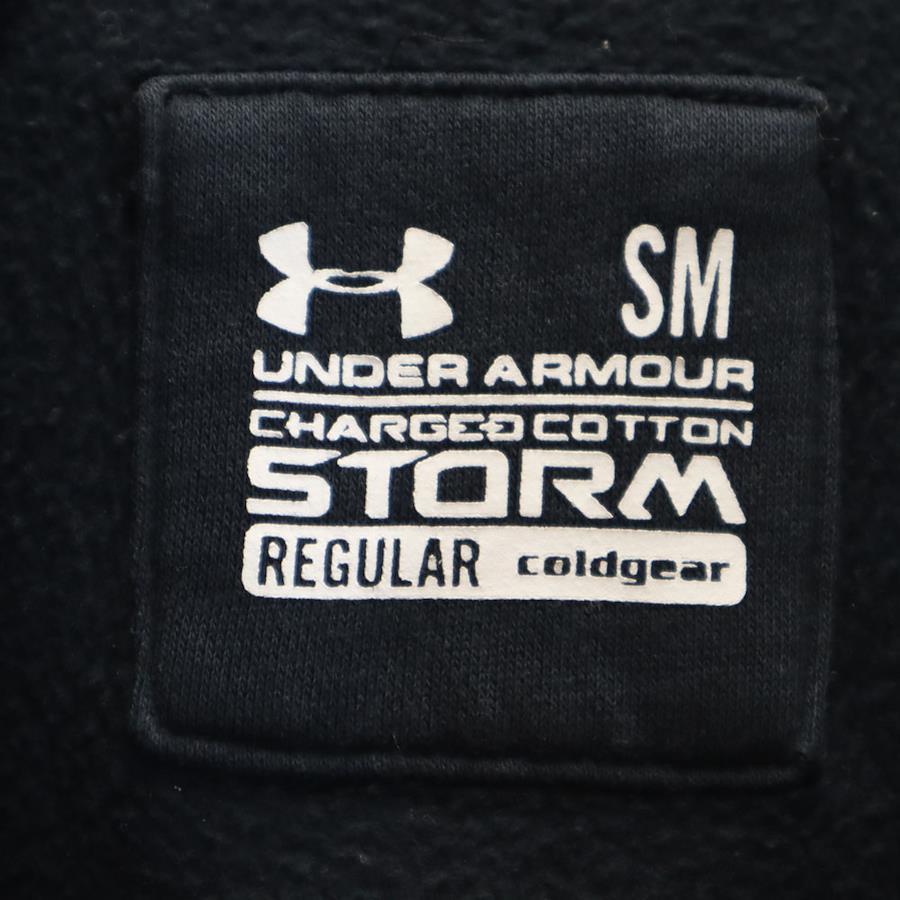 SM
UNDER ARMOUR
CHARGED COTTON
STORM
REGULAR coldgear